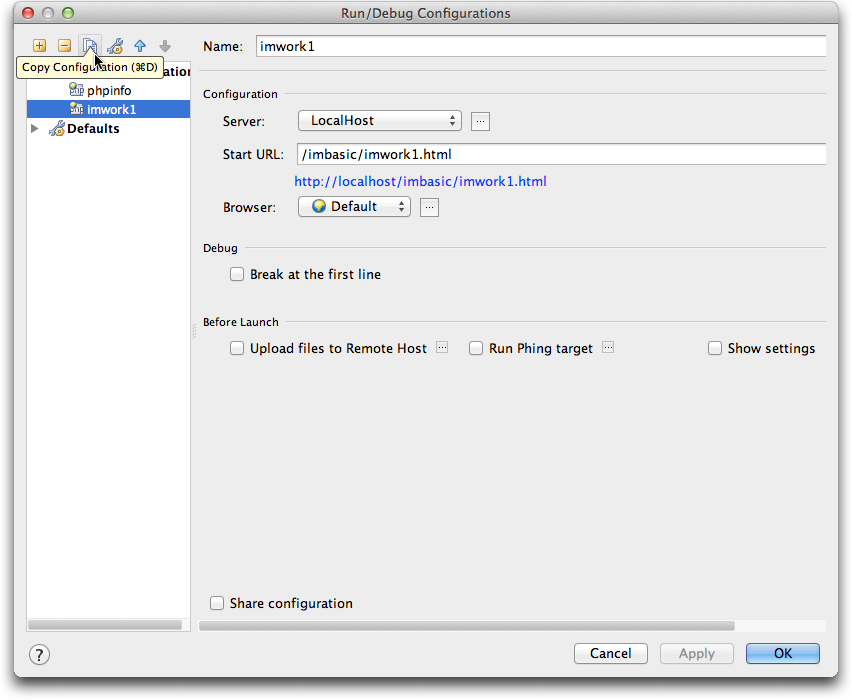 Run/Debug Configurations
Name: imwork1
Copy Configuration (⌘D)
phpinfo
imwork1
Defaults
Configuration
Server: LocalHost ...
Start URL: /imbasic/imwork1.html
http://localhost/imbasic/imwork1.html
Browser: Default ...
Debug
Break at the first line
Before Launch
Upload files to Remote Host ... Run Phing target ... Show settings
Share configuration
? Cancel Apply OK